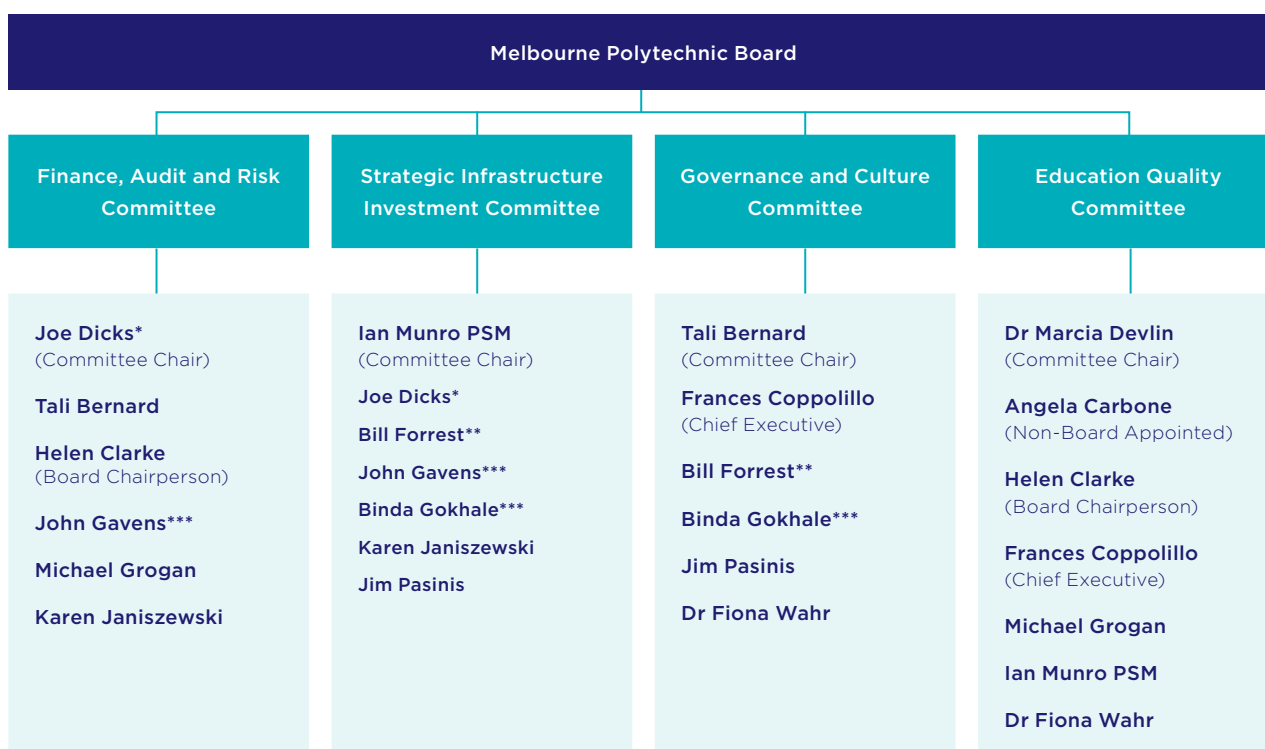 Melbourne Polytechnic Board
Finance, Audit and Risk
Committee
Joe Dicks*
(Committee Chair)
Tali Bernard
Helen Clarke
(Board Chairperson)
John Gavens***
Michael Grogan
Karen Janiszewski
Strategic Infrastructure
Investment Committee
Ian Munro PSM
(Committee Chair)
Joe Dicks*
Bill Forrest**
John Gavens***
Binda Gokhale***
Karen Janiszewski
Jim Pasinis
Governance and Culture
Committee
Tali Bernard
(Committee Chair)
Frances Coppolillo
(Chief Executive)
Bill Forrest**
Binda Gokhale***
Jim Pasinis
Dr Fiona Wahr
Education Quality
Committee
Dr Marcia Devlin
(Committee Chair)
Angela Carbone
(Non-Board Appointed)
Helen Clarke
(Board Chairperson)
Frances Coppolillo
(Chief Executive)
Michael Grogan
Ian Munro PSM
Dr Fiona Wahr